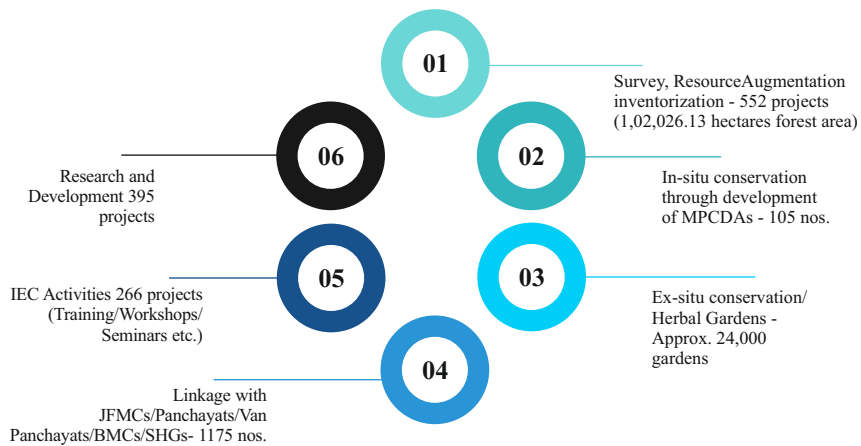 01
Survey, ResourceAugmentation
inventorization - 552 projects
(1,02,026.13 hectares forest area)
02
In-situ conservation
through development
of MPCDAs - 105 nos.
03
Ex-situ conservation/
Herbal Gardens -
Approx. 24,000
gardens
04
Linkage with
JFMCs/Panchayats/Van
Panchayats/BMCs/SHGs- 1175 nos.
05
IEC Activities 266 projects
(Training/Workshops/
Seminars etc.)
06
Research and
Development 395
projects